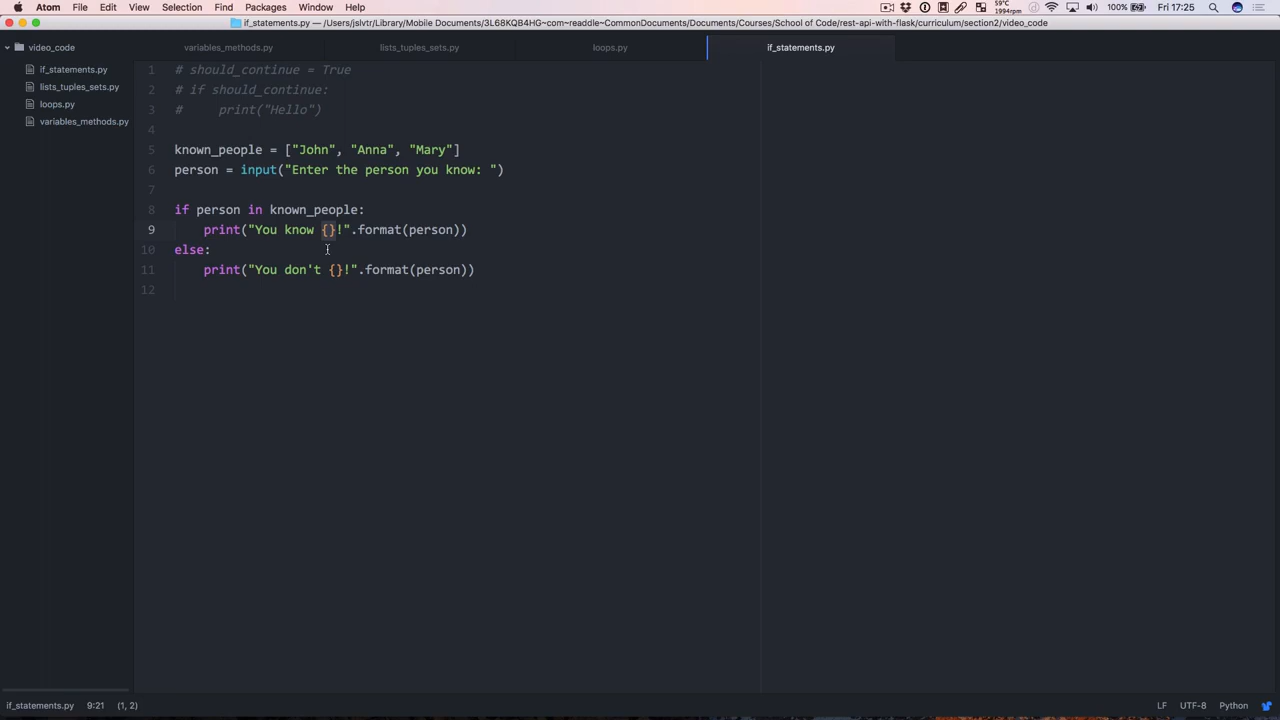 Atom File Edit View Selection Find Packages Window Help 59°C 1994rpm 100% Fri 17:25
if_statements.py — /Users/jslvtr/Library/Mobile Documents/3L68KQB4HG~com~readdle~CommonDocuments/Documents/Courses/School of Code/rest-api-with-flask/curriculum/section2/video_code
video_code
if_statements.py
lists_tuples_sets.py
loops.py
variables_methods.py
variables_methods.py lists_tuples_sets.py loops.py if_statements.py
1 # should_continue = True
2 # if should_continue:
3 #     print("Hello")
4
5 known_people = ["John", "Anna", "Mary"]
6 person = input("Enter the person you know: ")
7
8 if person in known_people:
9     print("You know {}!".format(person))
10 else:
11     print("You don't {}!".format(person))
12
if_statements.py 9:21 (1, 2) LF UTF-8 Python